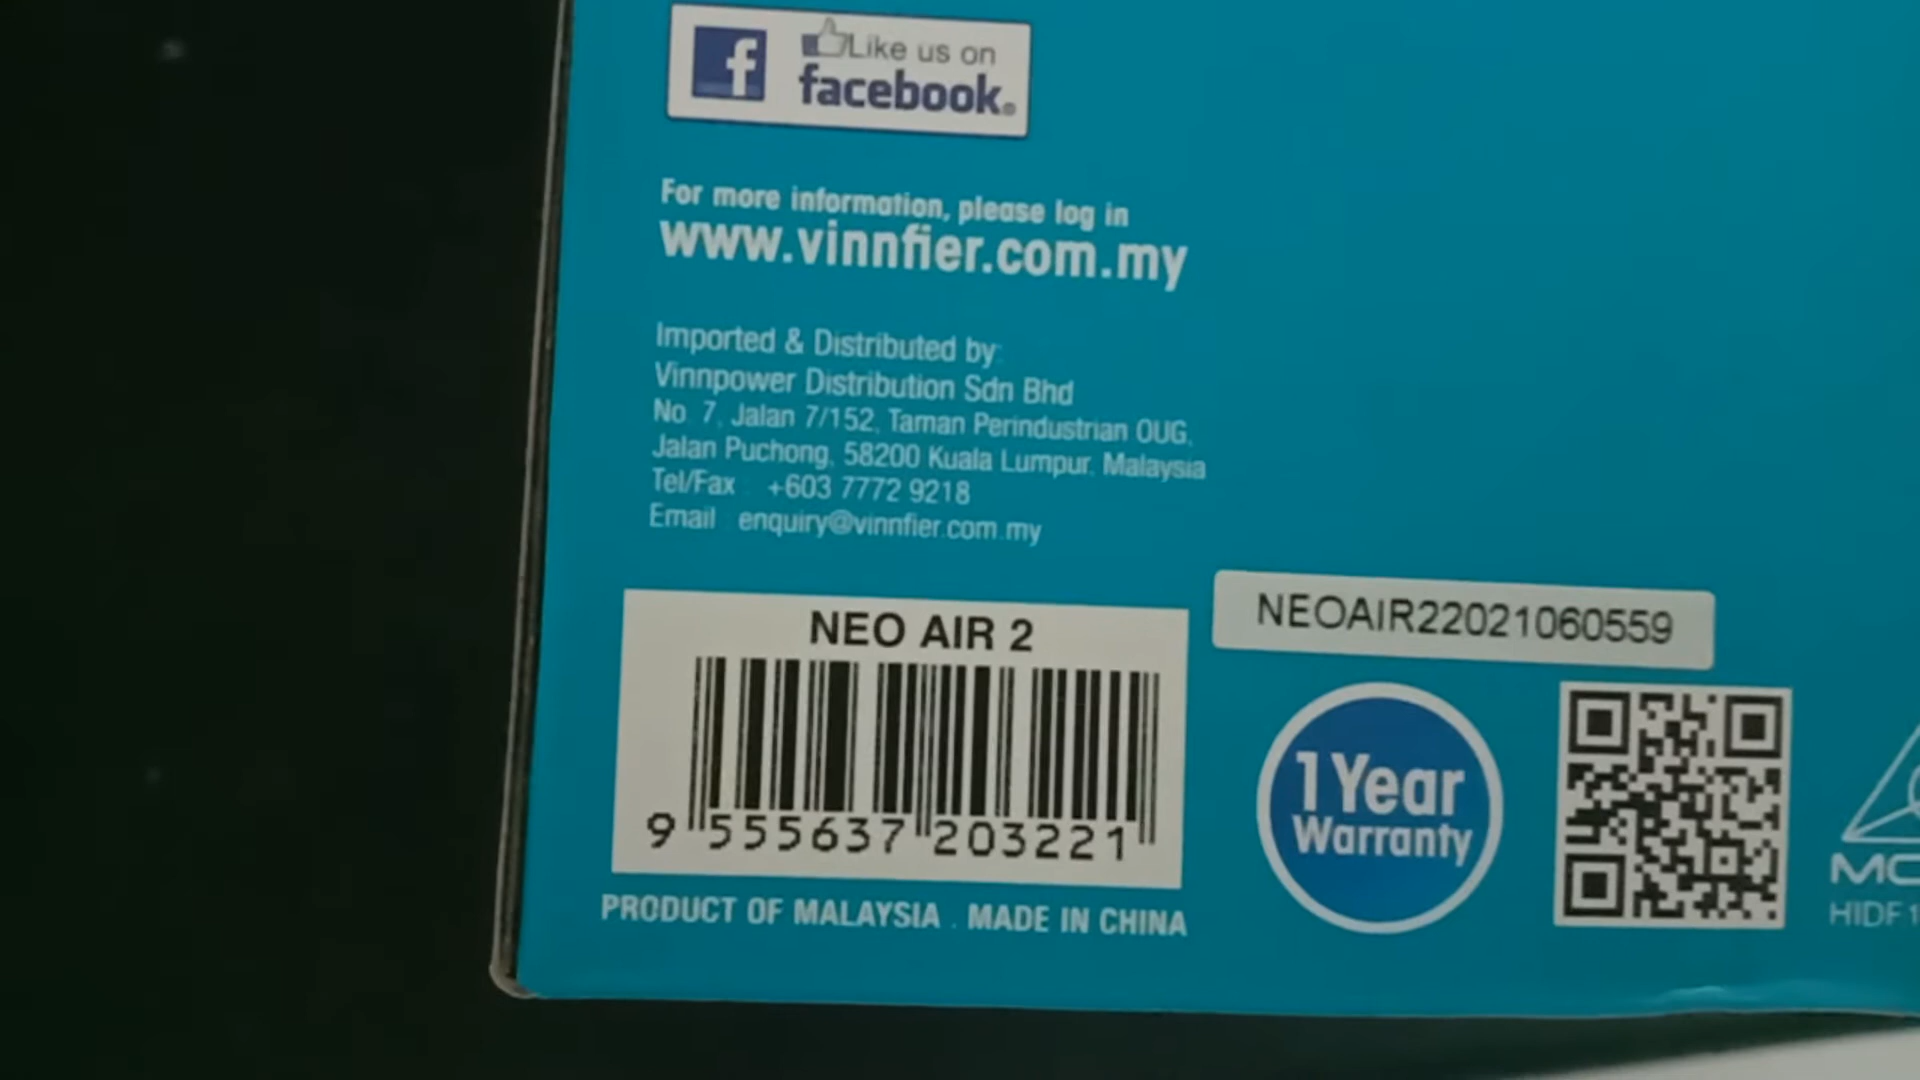 f
Like us on
facebook®
For more information, please log in
www.vinnfier.com.my
Imported & Distributed by:
Vinnpower Distribution Sdn Bhd
No. 7, Jalan 7/152, Taman Perindustrian OUG,
Jalan Puchong, 58200 Kuala Lumpur, Malaysia
Tel/Fax : +603 7772 9218
Email enquiry@vinnfier.com.my
NEO AIR 2
9 555637 203221
PRODUCT OF MALAYSIA . MADE IN CHINA
NEOAIR22021060559
1 Year
Warranty